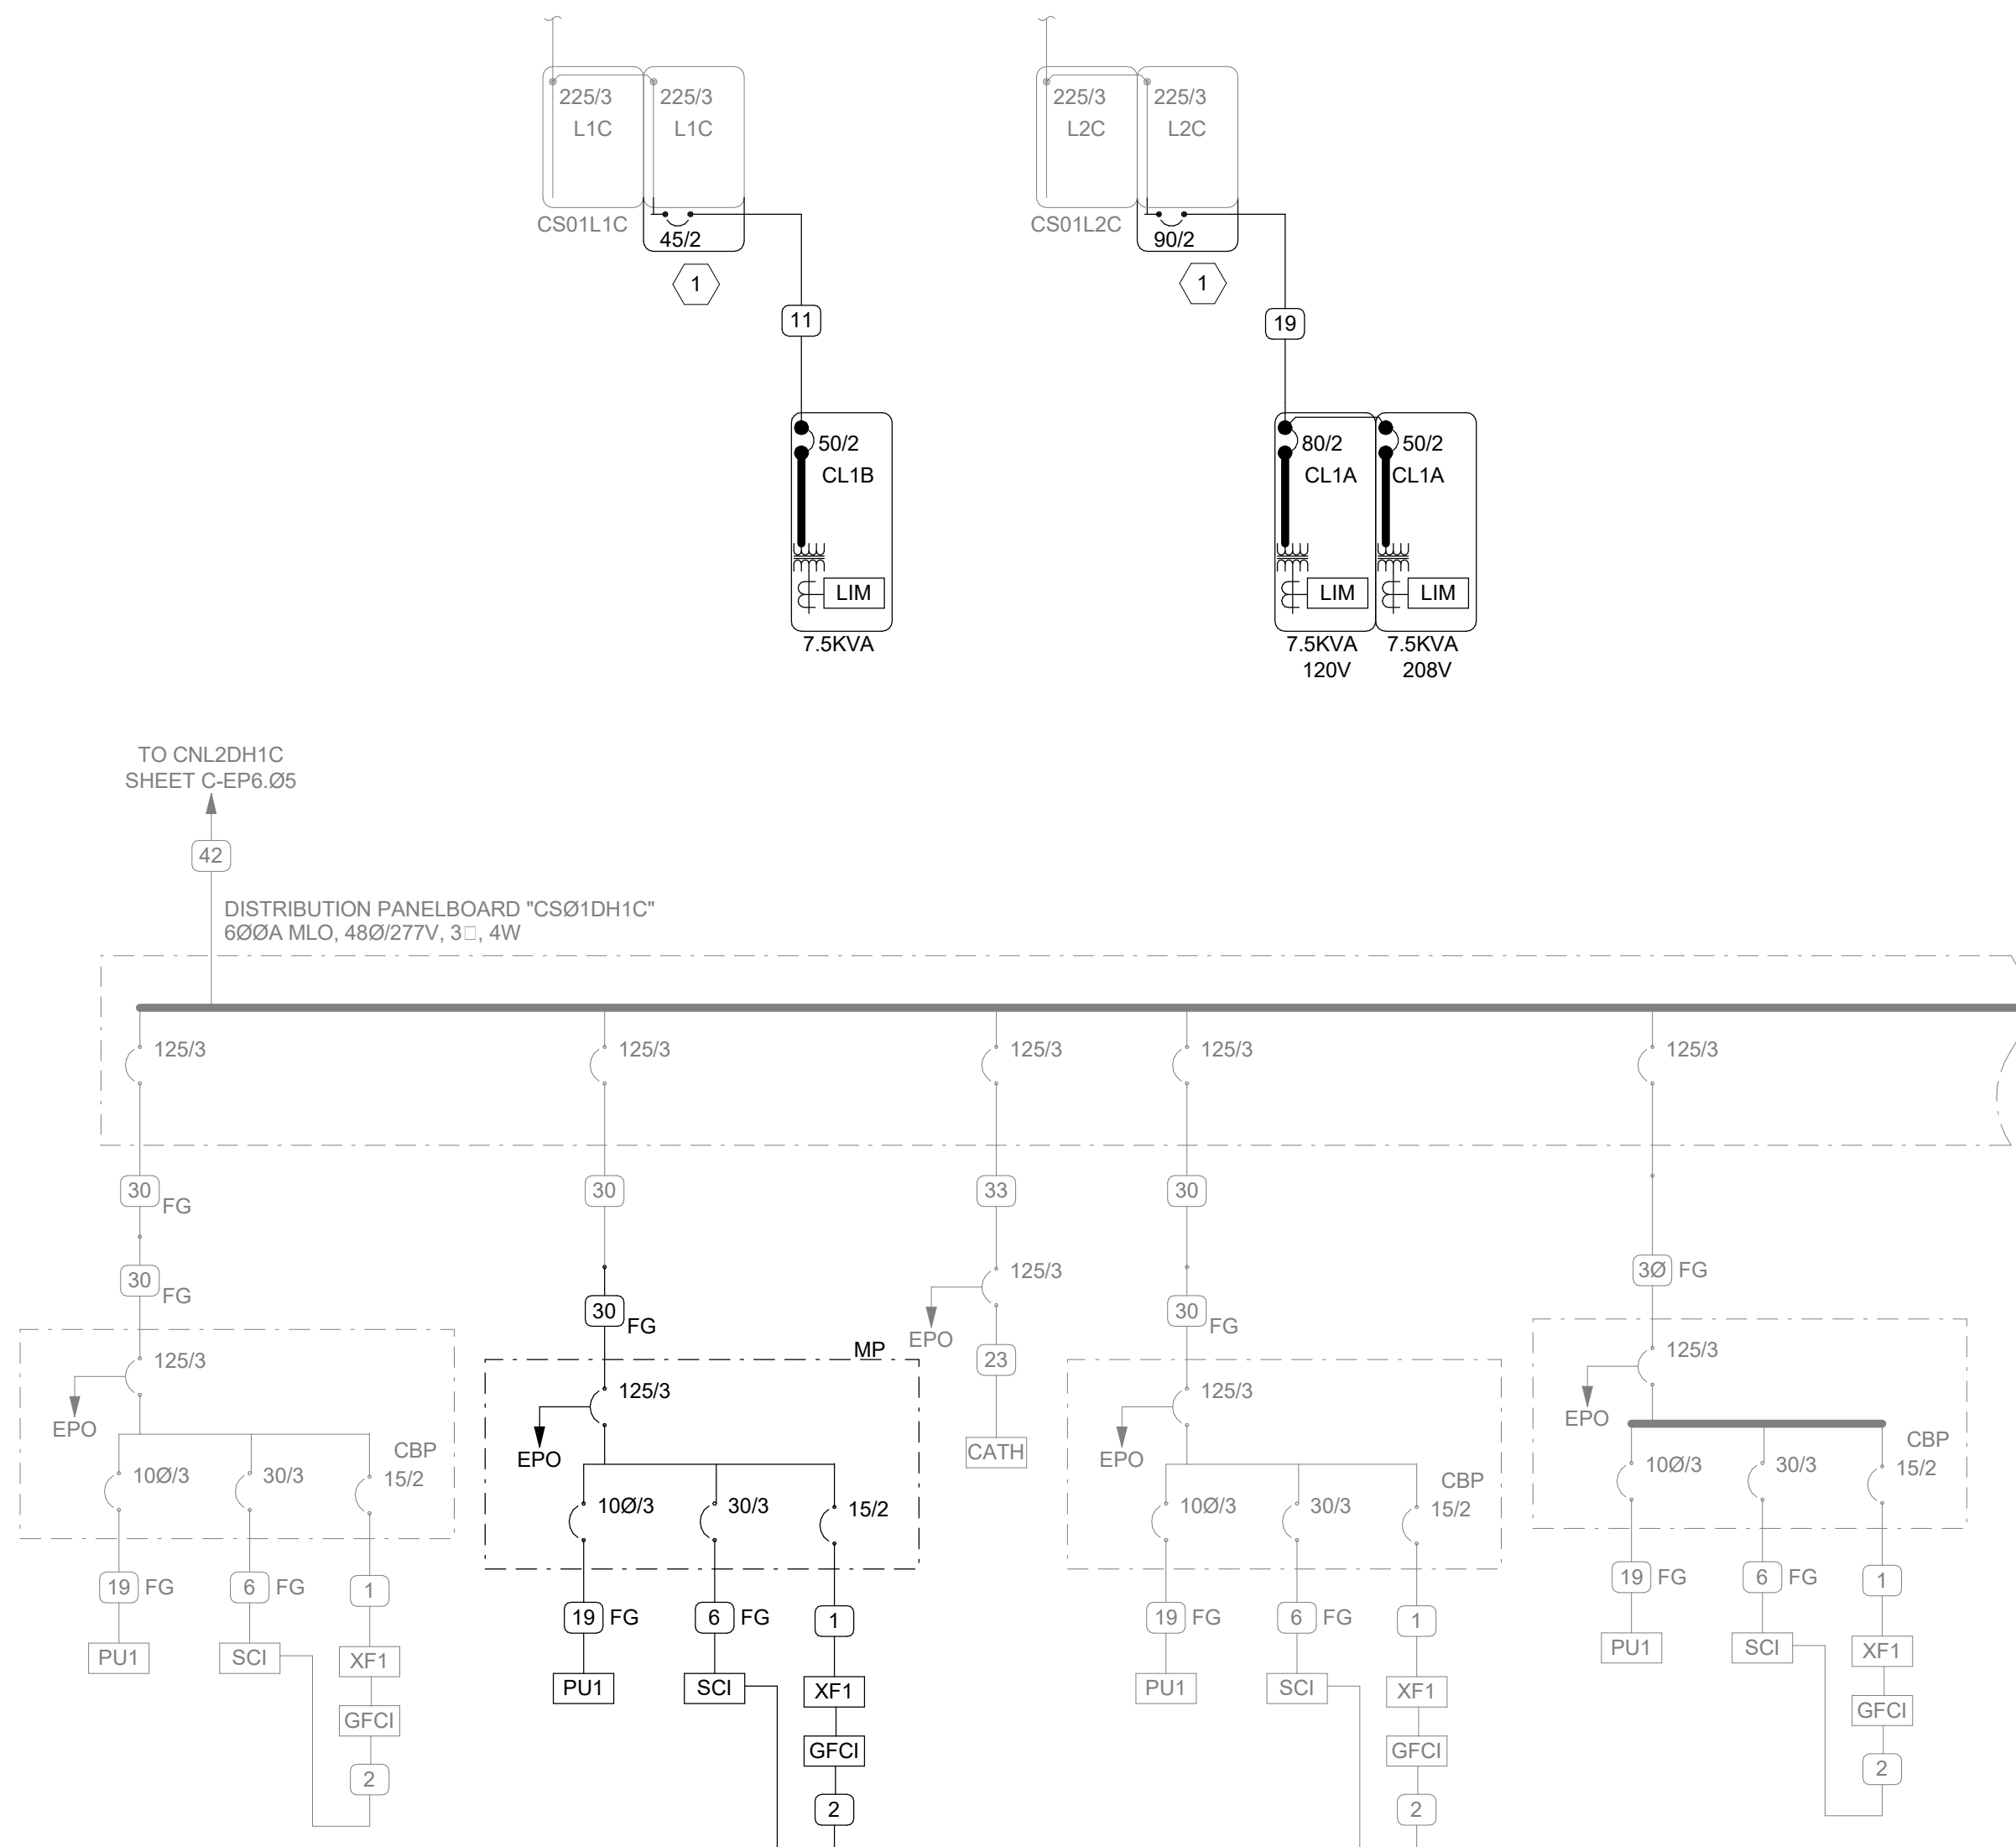 225/3 225/3 225/3 225/3
L1C L1C L2C L2C
CS01L1C CS01L2C
45/2 90/2
1 1
11 19
50/2 80/2 50/2
CL1B CL1A CL1A
LIM LIM LIM
7.5KVA 7.5KVA 7.5KVA
120V 208V
TO CNL2DH1C
SHEET C-EP6.Ø5
42
DISTRIBUTION PANELBOARD "CSØ1DH1C"
6ØØA MLO, 48Ø/277V, 3□, 4W
125/3 125/3 125/3 125/3 125/3
30 FG 30 33 30
30 FG 30 FG 125/3 30 FG 3Ø FG
EPO
23
CATH
125/3 MP 125/3 125/3 125/3
EPO EPO EPO EPO
CBP CBP CBP
10Ø/3 30/3 15/2 10Ø/3 30/3 15/2 10Ø/3 30/3 15/2 10Ø/3 30/3 15/2
19 FG 6 FG 1 19 FG 6 FG 1 19 FG 6 FG 1 19 FG 6 FG 1
PU1 SCI XF1 PU1 SCI XF1 PU1 SCI XF1 PU1 SCI XF1
GFCI GFCI GFCI GFCI
2 2 2 2